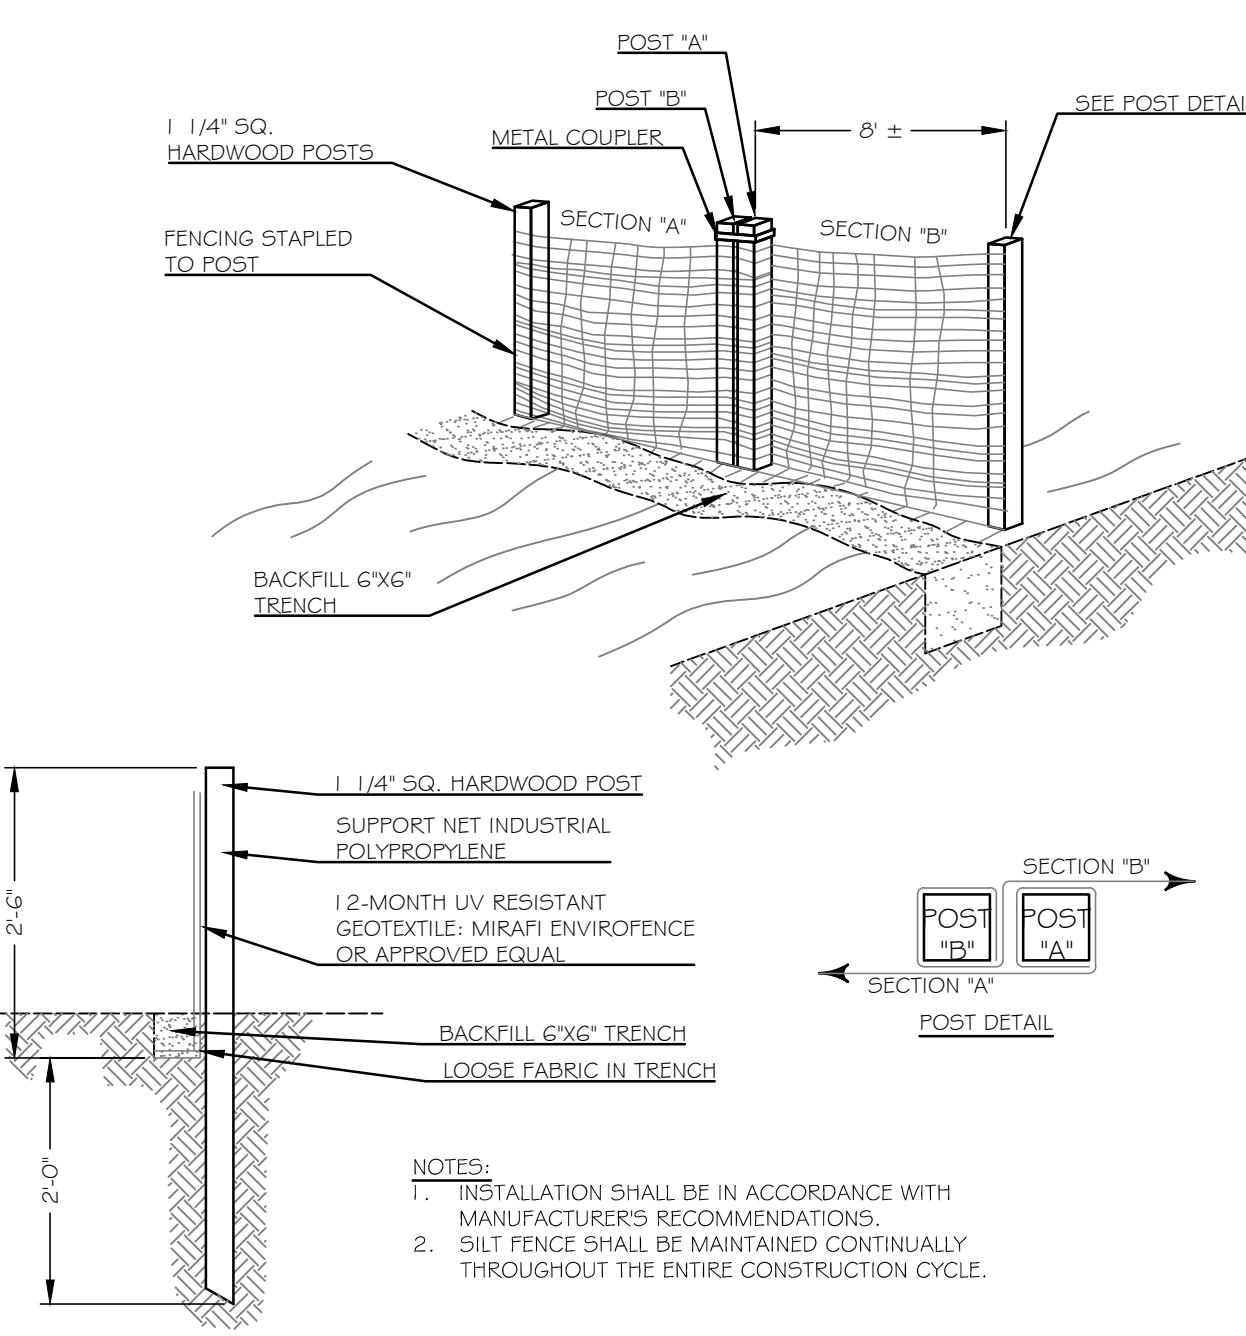 POST "A"
POST "B"
METAL COUPLER
8' ±
SEE POST DETAI
1 1/4" SQ.
HARDWOOD POSTS
SECTION "A"
SECTION "B"
FENCING STAPLED
TO POST
BACKFILL 6"X6"
TRENCH
1 1/4" SQ. HARDWOOD POST
SUPPORT NET INDUSTRIAL
POLYPROPYLENE
12-MONTH UV RESISTANT
GEOTEXTILE: MIRAFI ENVIROFENCE
OR APPROVED EQUAL
2'-6"
BACKFILL 6"X6" TRENCH
LOOSE FABRIC IN TRENCH
2'-0"
SECTION "B"
POST
"B"
POST
"A"
SECTION "A"
POST DETAIL
NOTES:
1. INSTALLATION SHALL BE IN ACCORDANCE WITH
MANUFACTURER'S RECOMMENDATIONS.
2. SILT FENCE SHALL BE MAINTAINED CONTINUALLY
THROUGHOUT THE ENTIRE CONSTRUCTION CYCLE.